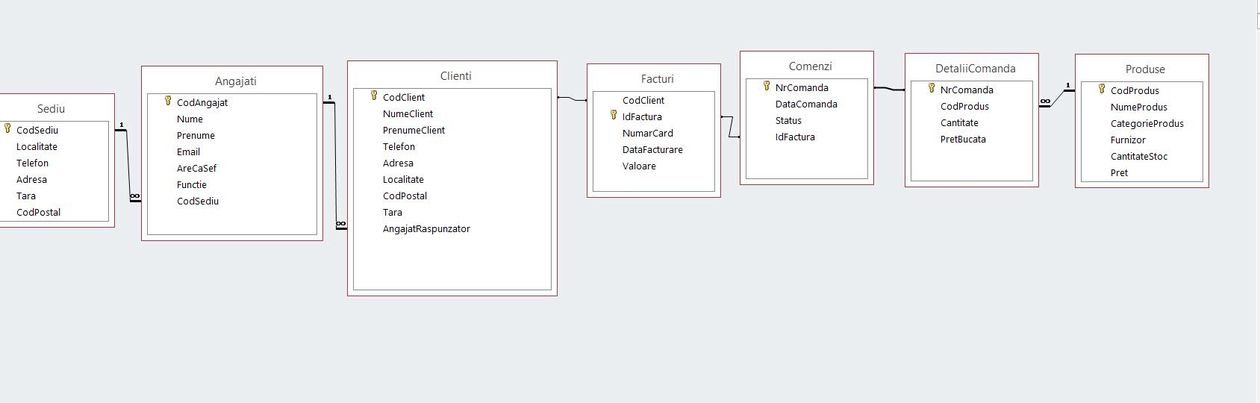 Sediu
CodSediu
Localitate
Telefon
Adresa
Tara
CodPostal
1
∞
Angajati
CodAngajat
Nume
Prenume
Email
AreCaSef
Functie
CodSediu
1
∞
Clienti
CodClient
NumeClient
PrenumeClient
Telefon
Adresa
Localitate
CodPostal
Tara
AngajatRaspunzator
Facturi
CodClient
IdFactura
NumarCard
DataFacturare
Valoare
Comenzi
NrComanda
DataComanda
Status
IdFactura
DetaliiComanda
NrComanda
CodProdus
Cantitate
PretBucata
∞
1
Produse
CodProdus
NumeProdus
CategorieProdus
Furnizor
CantitateStoc
Pret